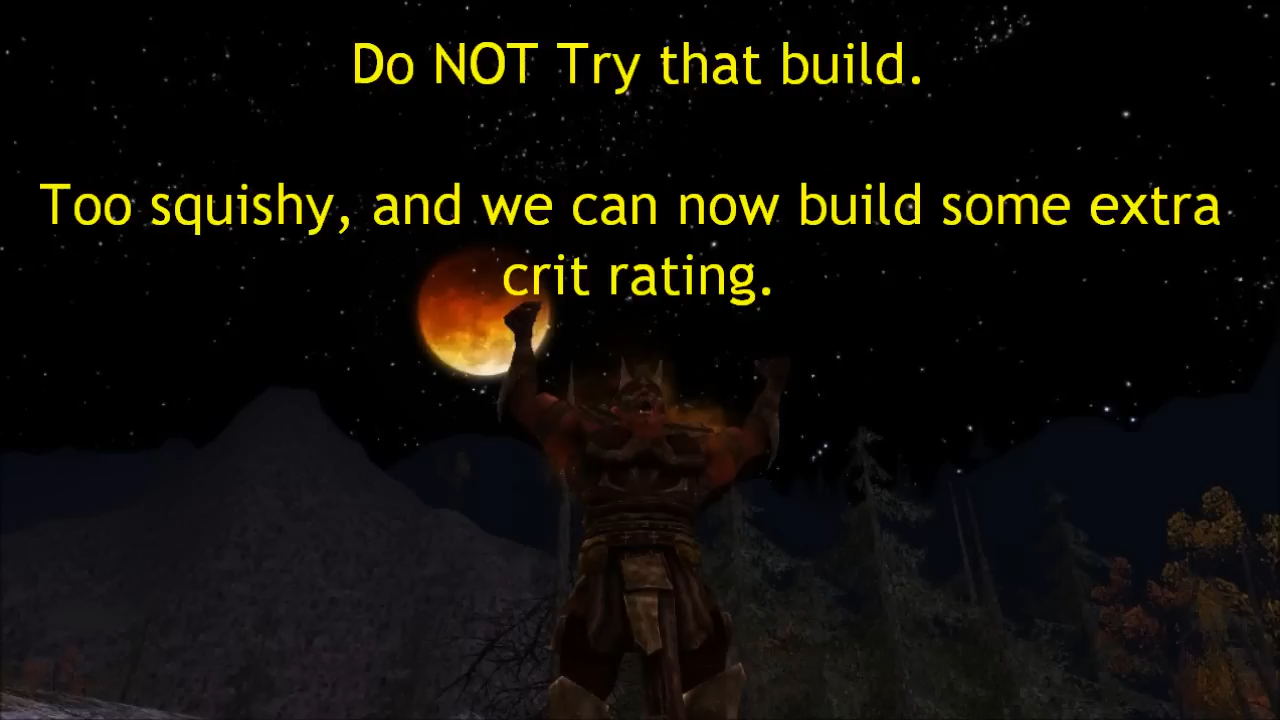 Do NOT Try that build.
Too squishy, and we can now build some extra
crit rating.